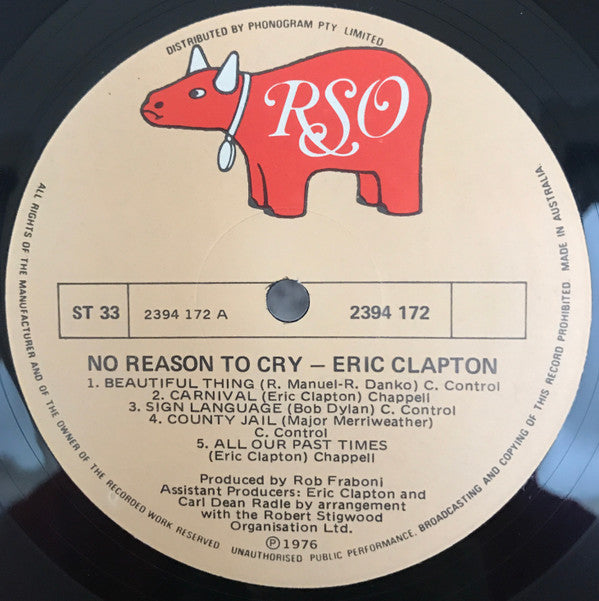 DISTRIBUTED BY PHONOGRAM PTY. LIMITED
RSO
ST 33
2394 172 A
2394 172
NO REASON TO CRY – ERIC CLAPTON
1. BEAUTIFUL THING (R. Manuel-R. Danko) C. Control
2. CARNIVAL (Eric Clapton) Chappell
3. SIGN LANGUAGE (Bob Dylan) C. Control
4. COUNTY JAIL (Major Merriweather)
C. Control
5. ALL OUR PAST TIMES
(Eric Clapton) Chappell
Produced by Rob Fraboni
Assistant Producers: Eric Clapton and
Carl Dean Radle by arrangement
with the Robert Stigwood
Organisation Ltd.
Ⓟ1976
ALL RIGHTS OF THE MANUFACTURER AND OF THE OWNER OF THE RECORDED WORK RESERVED UNAUTHORISED PUBLIC PERFORMANCE, BROADCASTING AND COPYING OF THIS RECORD PROHIBITED MADE IN AUSTRALIA.